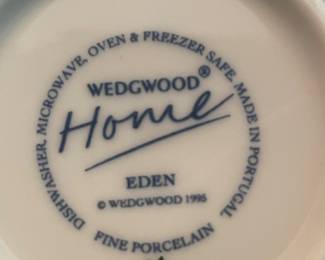 DISHWASHER, MICROWAVE, OVEN & FREEZER SAFE. MADE IN PORTUGAL
WEDGWOOD®
Home
EDEN
© WEDGWOOD 1995
FINE PORCELAIN